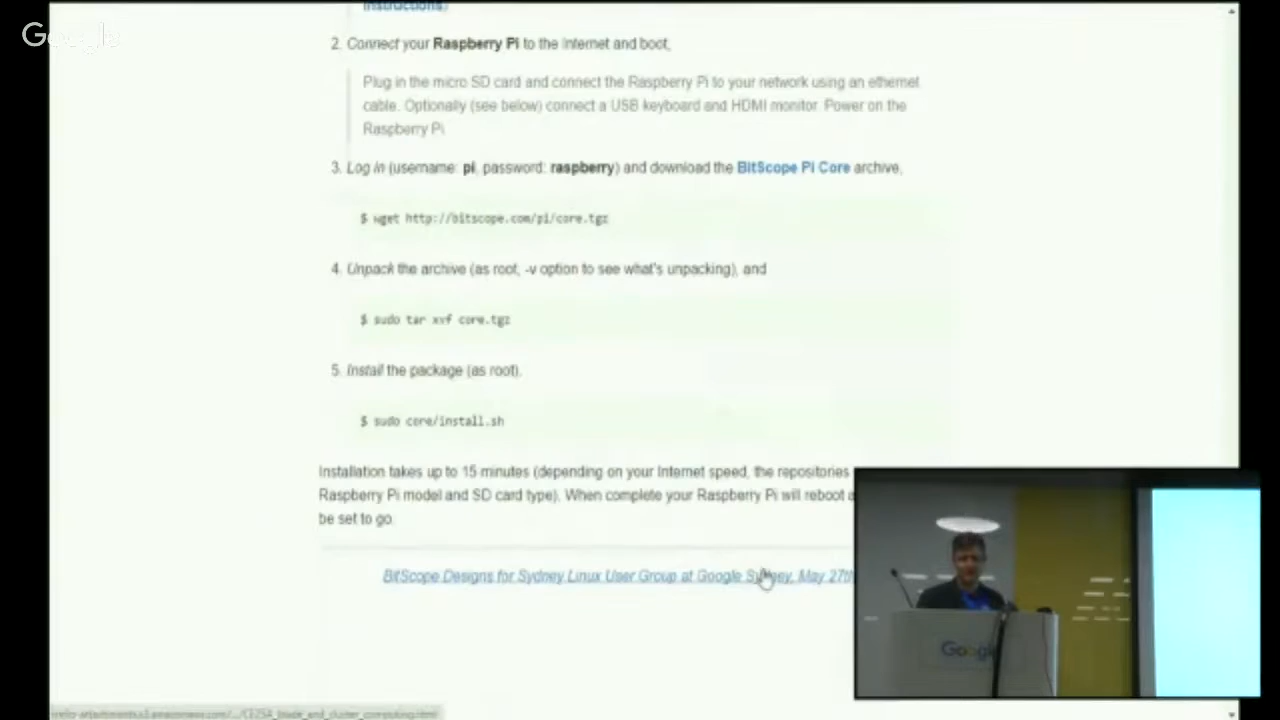 Google
instructions)
2. Connect your Raspberry Pi to the Internet and boot,
Plug in the micro SD card and connect the Raspberry Pi to your network using an ethernet
cable. Optionally (see below) connect a USB keyboard and HDMI monitor. Power on the
Raspberry Pi.
3. Log in (username: pi, password: raspberry) and download the BitScope Pi Core archive,
$ wget http://bitscope.com/pi/core.tgz
4. Unpack the archive (as root, -v option to see what's unpacking), and
$ sudo tar xvf core.tgz
5. Install the package (as root).
$ sudo core/install.sh
Installation takes up to 15 minutes (depending on your Internet speed, the repositories
Raspberry Pi model and SD card type). When complete your Raspberry Pi will reboot a
be set to go.
BitScope Designs for Sydney Linux User Group at Google Sydney, May 27th
Google